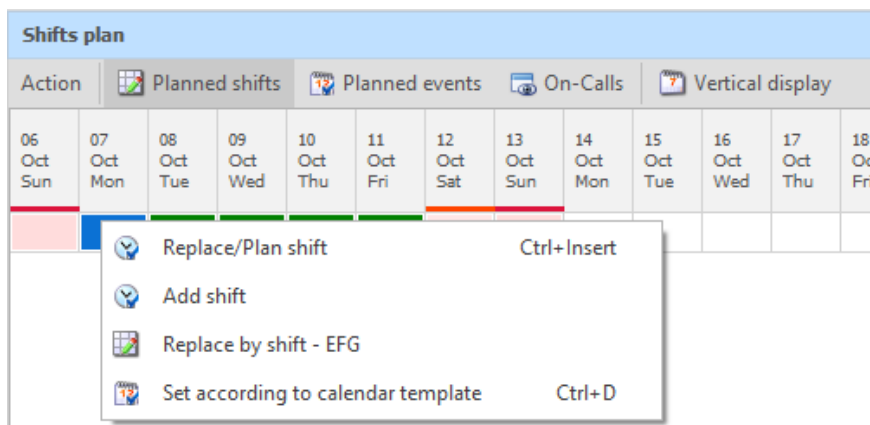 Shifts plan
Action Planned shifts Planned events On-Calls Vertical display
06 07 08 09 10 11 12 13 14 15 16 17 18
Oct Oct Oct Oct Oct Oct Oct Oct Oct Oct Oct Oct
Sun Mon Tue Wed Thu Fri Sat Sun Mon Tue Wed Thu
Replace/Plan shift Ctrl+Insert
Add shift
Replace by shift - EFG
Set according to calendar template Ctrl+D